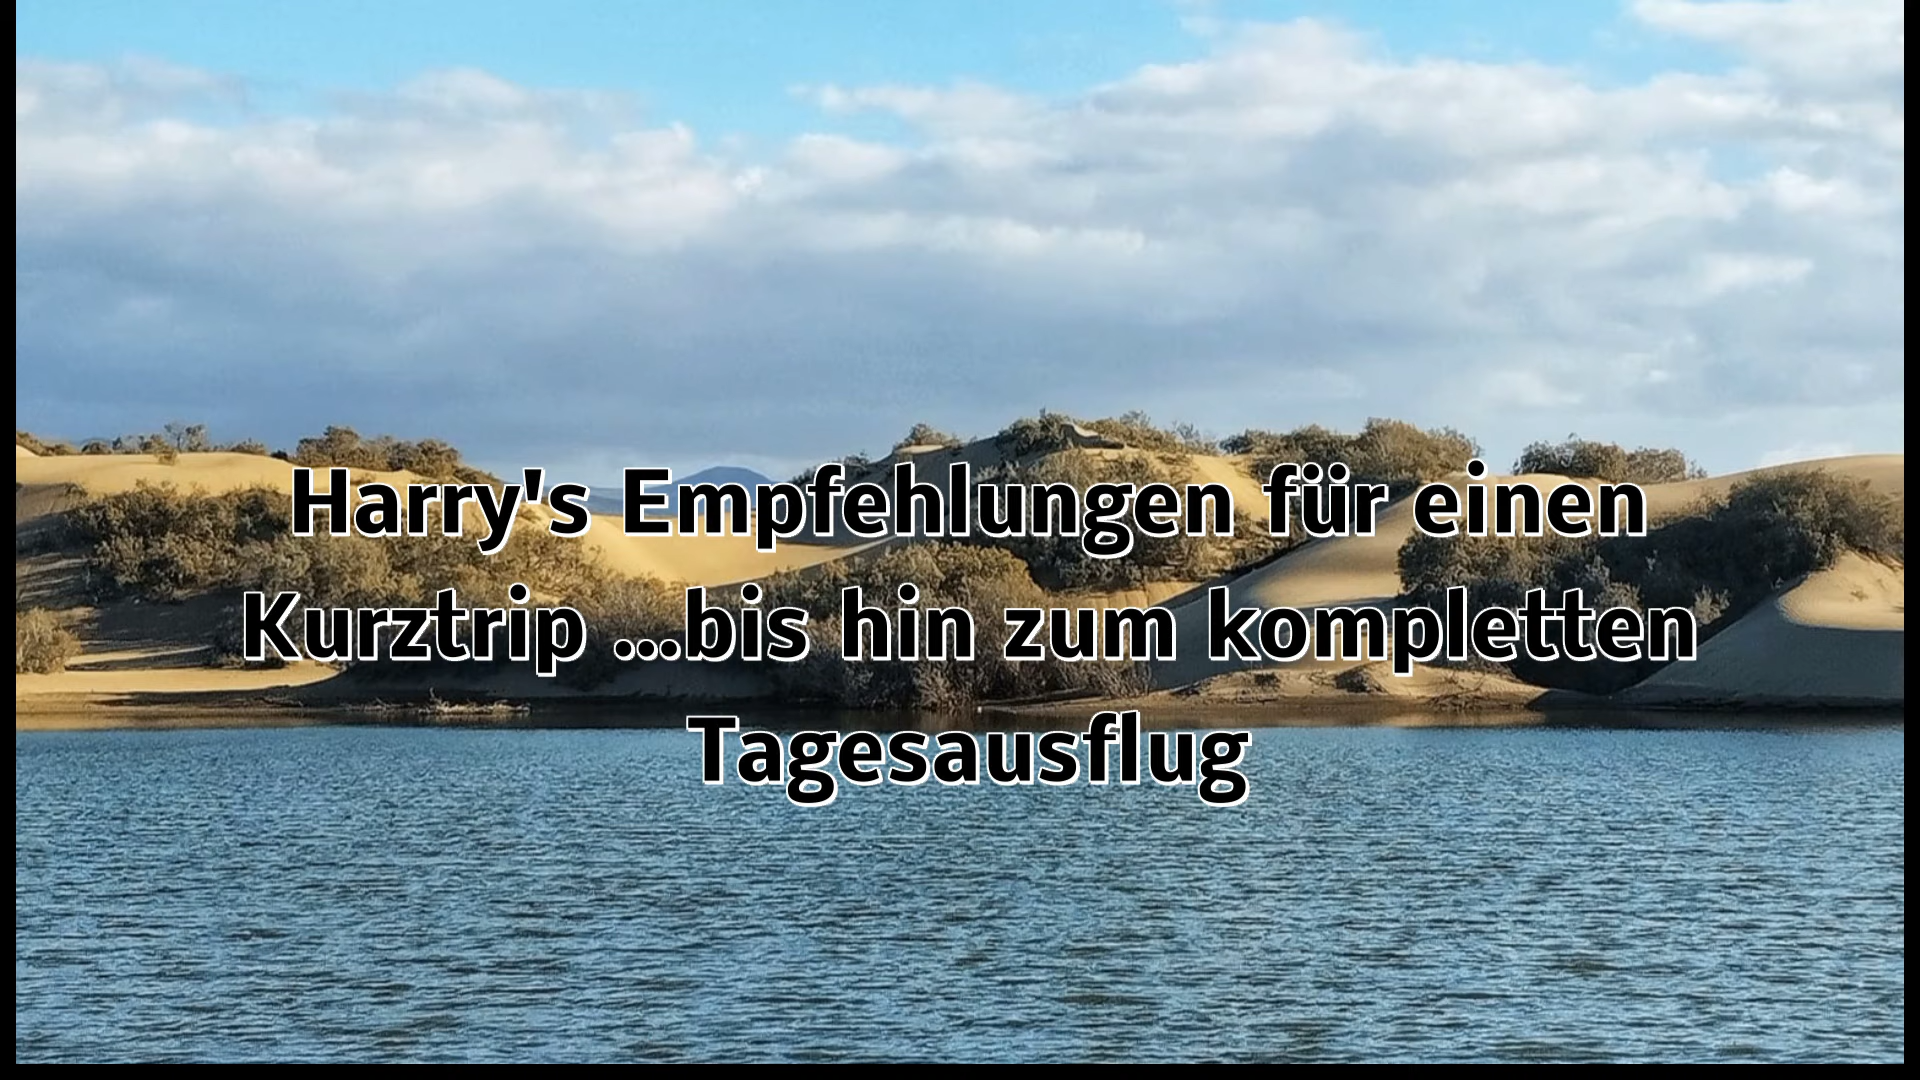 Harry's Empfehlungen für einen
Kurztrip ...bis hin zum kompletten
Tagesausflug